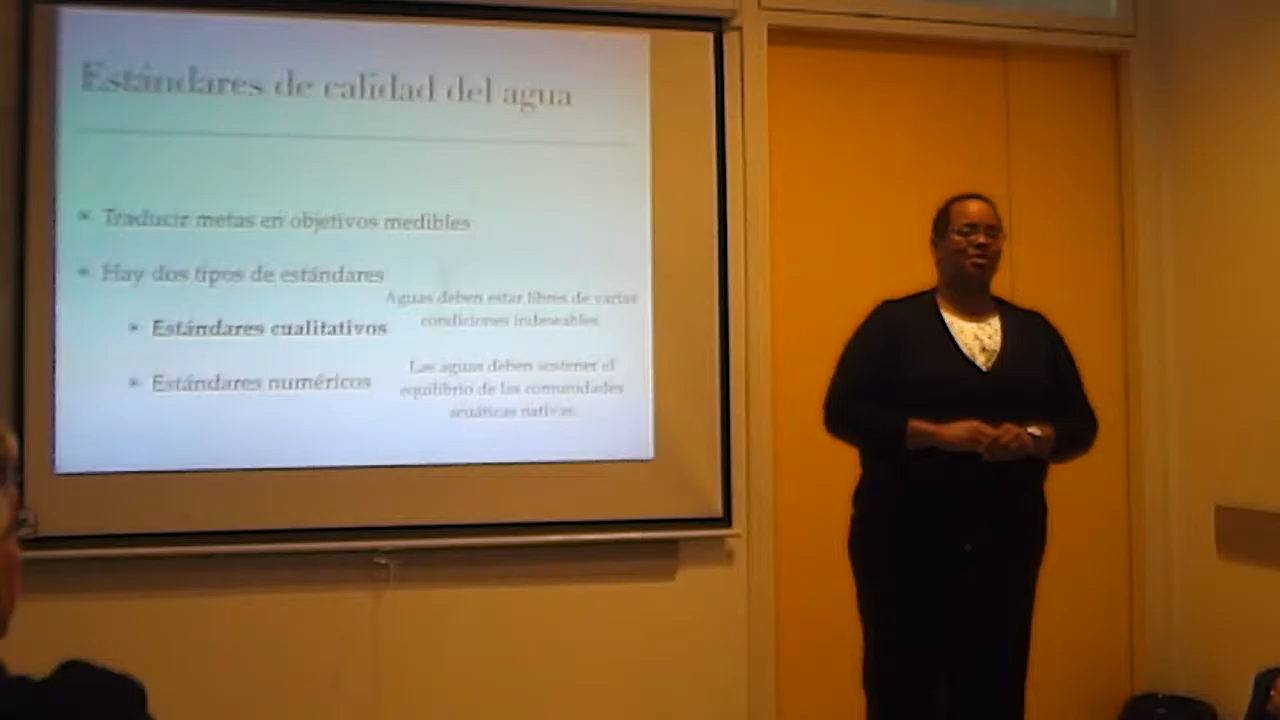 Estándares de calidad del agua
Traducir metas en objetivos medibles
Hay dos tipos de estándares
Aguas deben estar libres de varias
condiciones indeseables
Estándares cualitativos
Las aguas deben sostener el
equilibrio de las comunidades
acuáticas nativas
Estándares numéricos